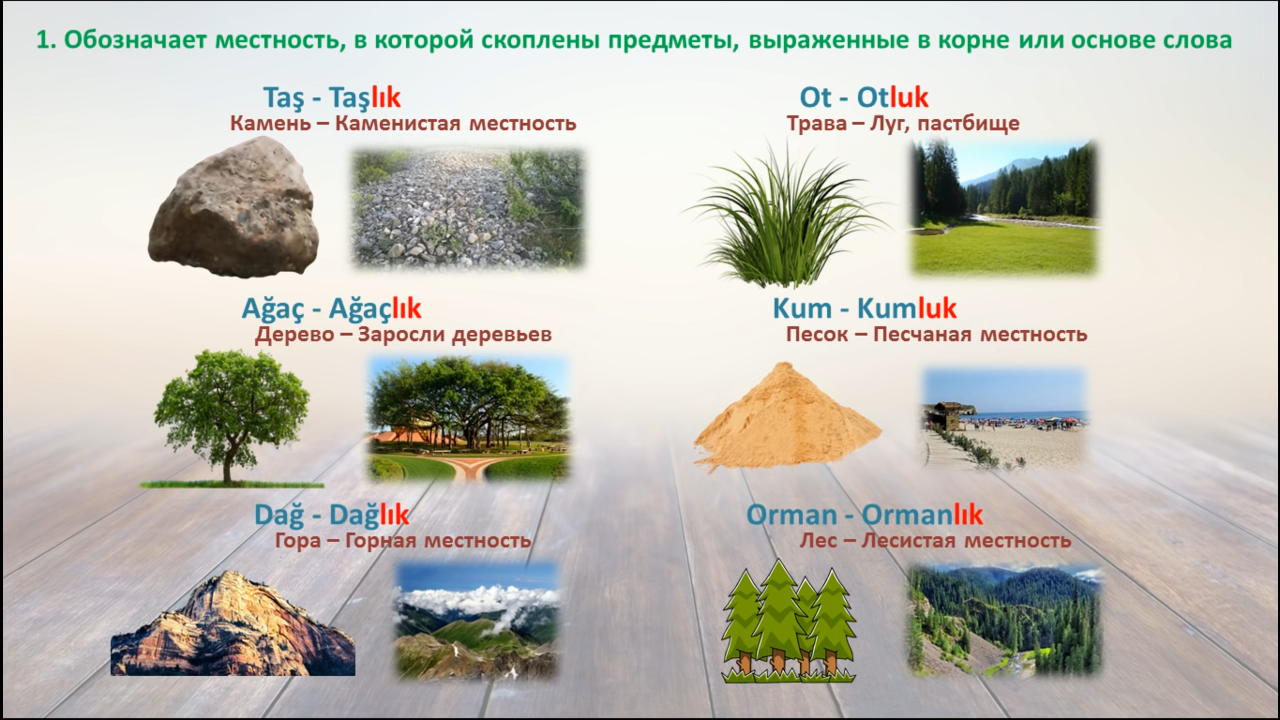 1. Обозначает местность, в которой скоплены предметы, выраженные в корне или основе слова
Taş - Taşlık
Камень – Каменистая местность
Ot - Otluk
Трава – Луг, пастбище
Ağaç - Ağaçlık
Дерево – Заросли деревьев
Kum - Kumluk
Песок – Песчаная местность
Dağ - Dağlık
Гора – Горная местность
Orman - Ormanlık
Лес – Лесистая местность